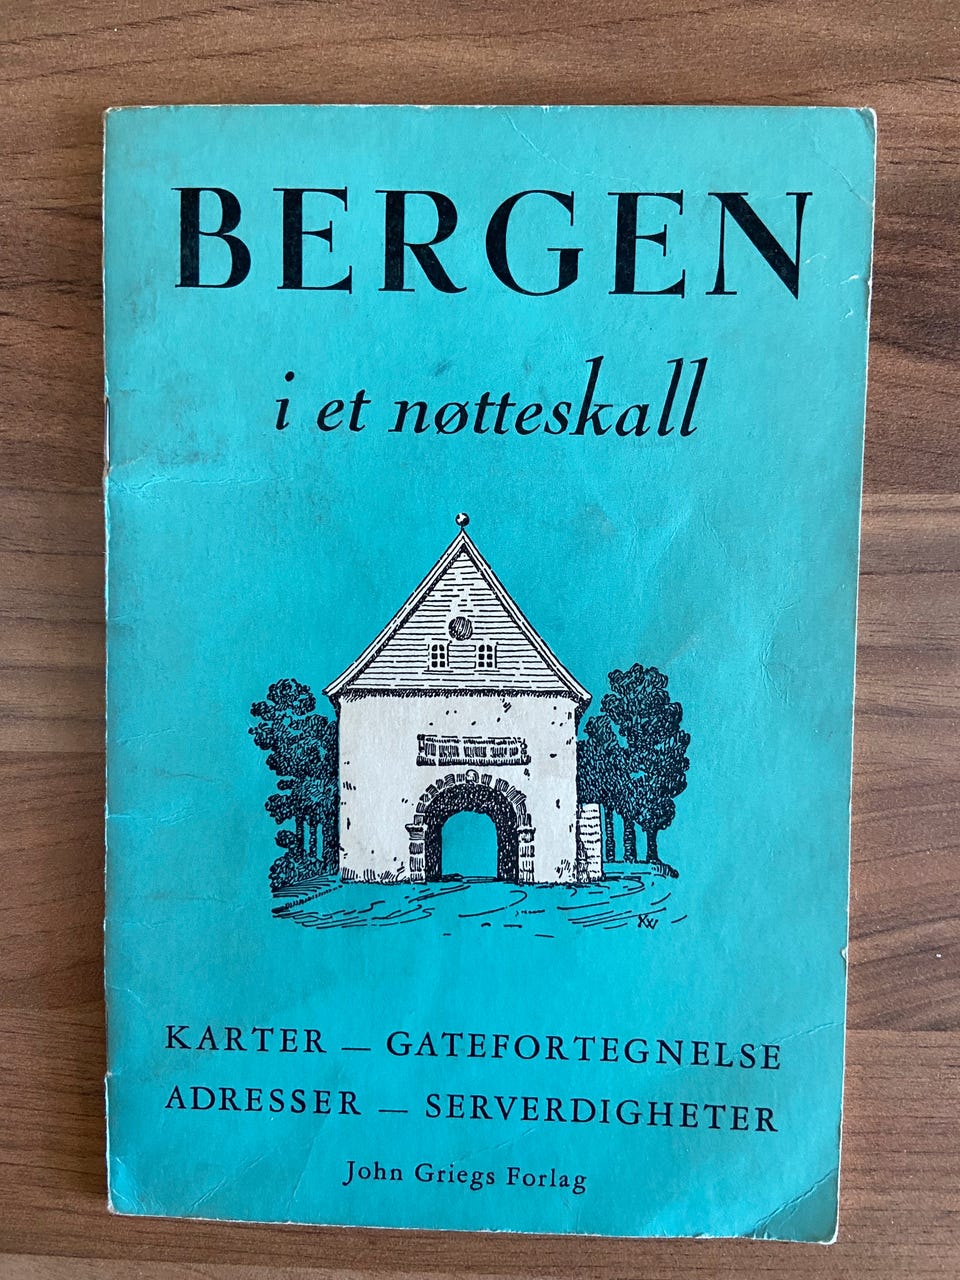 BERGEN
i et nøtteskall
KARTER — GATEFORTEGNELSE
ADRESSER — SERVERDIGHETER
John Griegs Forlag